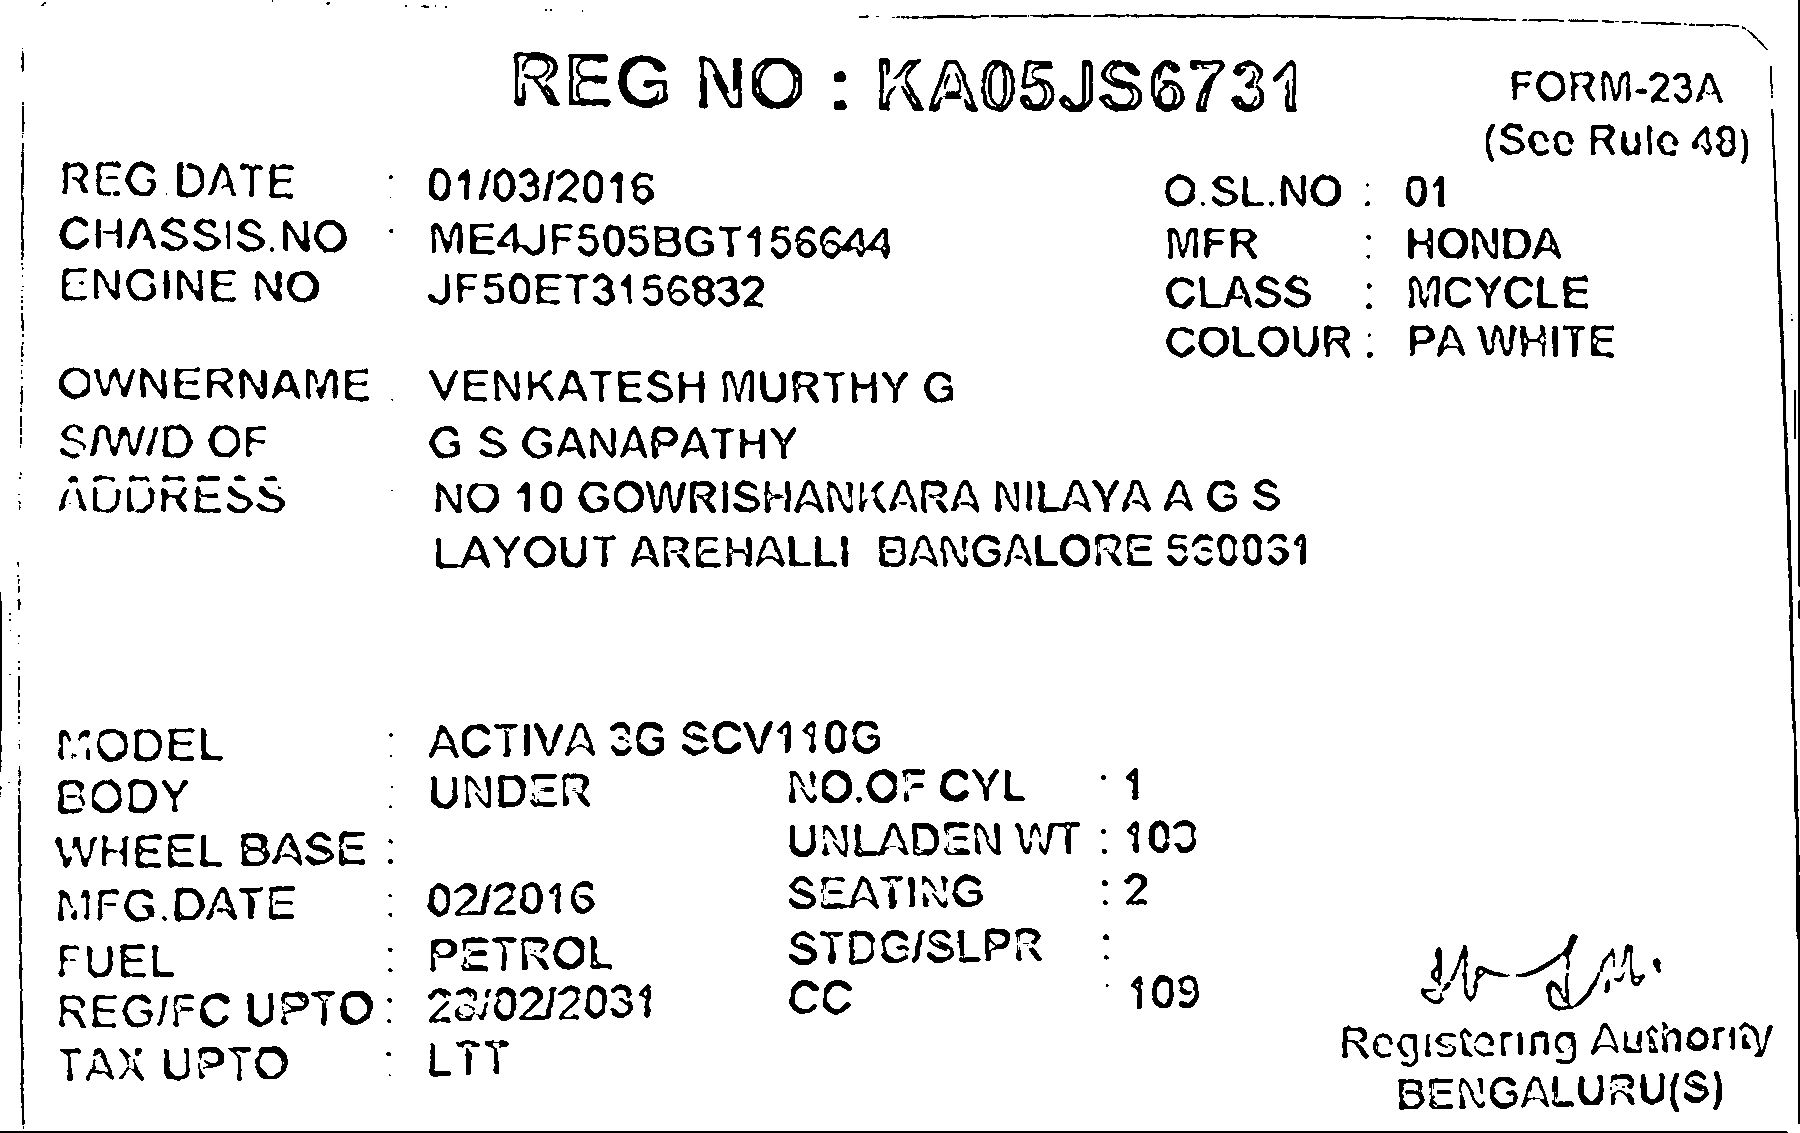 REG NO : KA05JS6731
FORM-23A
(See Rule 48)
REG.DATE : 01/03/2016
O.SL.NO : 01
CHASSIS.NO : ME4JF505BGT156644
MFR : HONDA
ENGINE NO JF50ET3156832
CLASS : MCYCLE
COLOUR : PA WHITE
OWNERNAME VENKATESH MURTHY G
S/W/D OF G S GANAPATHY
ADDRESS NO 10 GOWRISHANKARA NILAYA A G S
LAYOUT AREHALLI BANGALORE 560061
MODEL : ACTIVA 3G SCV110G
BODY : UNDER
NO.OF CYL : 1
WHEEL BASE :
UNLADEN WT : 103
MFG.DATE : 02/2016
SEATING : 2
FUEL : PETROL
STDG/SLPR :
REG/FC UPTO : 28/02/2031
CC : 109
TAX UPTO : LTT
Registering Authority
BENGALURU(S)